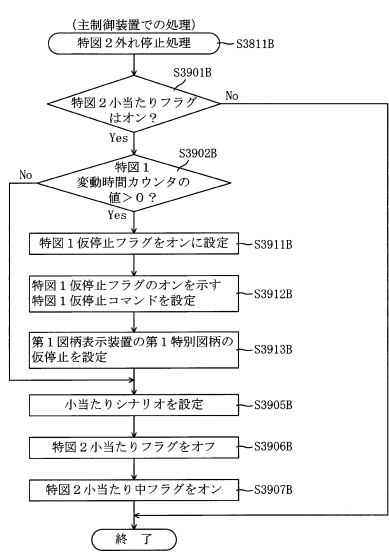 (主制御装置での処理)
特図2外れ停止処理
S3811B
S3901B
特図2小当たりフラグ
はオン?
No
Yes
S3902B
特図1
変動時間カウンタの
値>0?
No
Yes
特図1仮停止フラグをオンに設定
S3911B
特図1仮停止フラグのオンを示す
特図1仮停止コマンドを設定
S3912B
第1図柄表示装置の第1特別図柄の
仮停止を設定
S3913B
小当たりシナリオを設定
S3905B
特図2小当たりフラグをオフ
S3906B
特図2小当たり中フラグをオン
S3907B
終 了